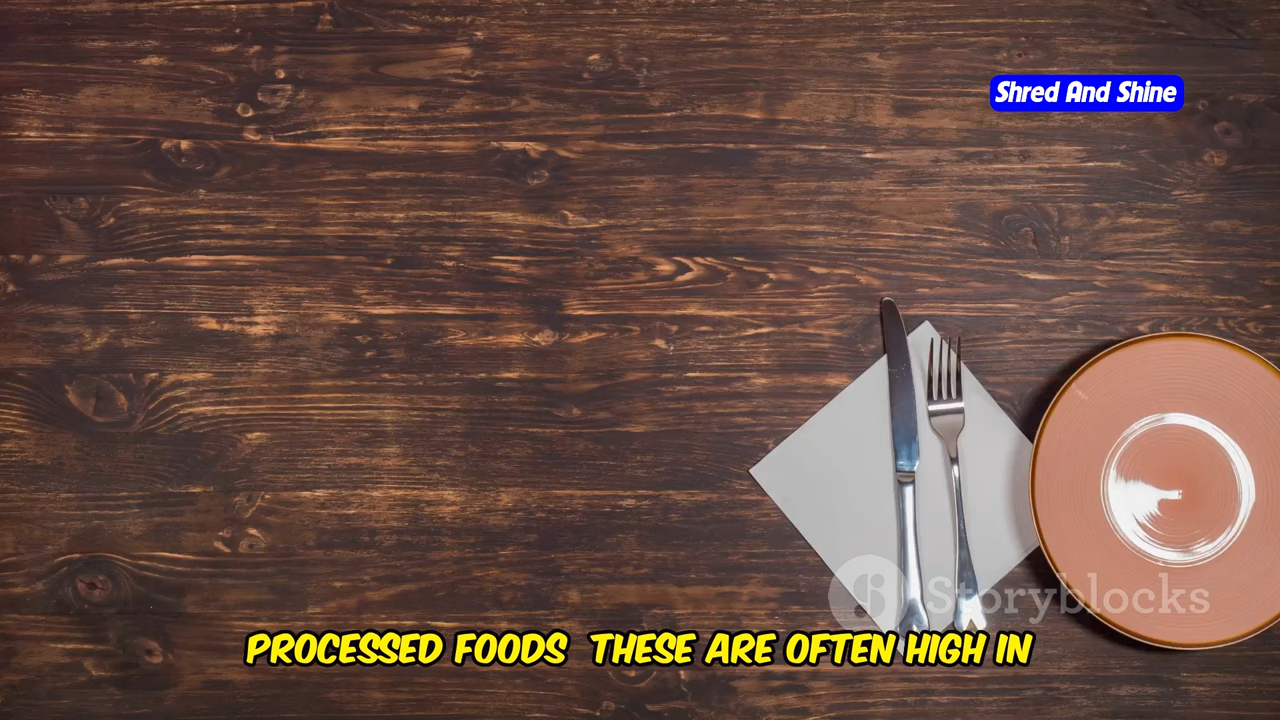 Shred And Shine
Storyblocks
PROCESSED FOODS THESE ARE OFTEN HIGH IN